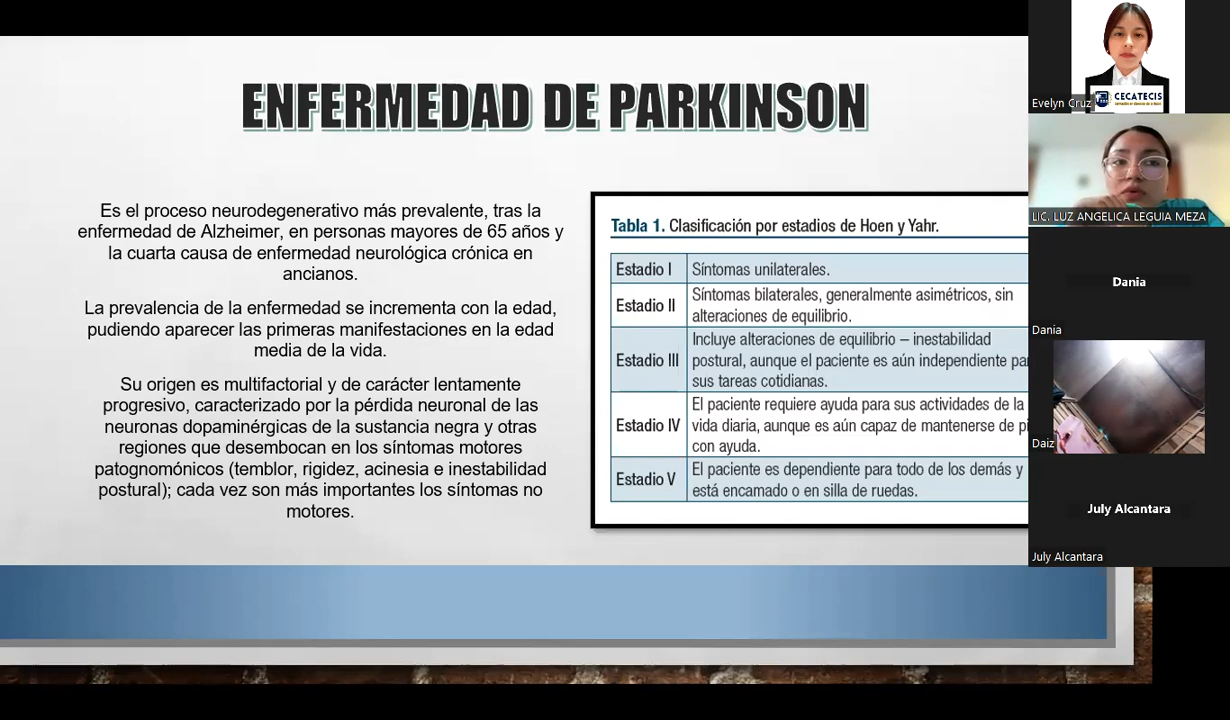 ENFERMEDAD DE PARKINSON
Es el proceso neurodegenerativo más prevalente, tras la
enfermedad de Alzheimer, en personas mayores de 65 años y
la cuarta causa de enfermedad neurológica crónica en
ancianos.
La prevalencia de la enfermedad se incrementa con la edad,
pudiendo aparecer las primeras manifestaciones en la edad
media de la vida.
Su origen es multifactorial y de carácter lentamente
progresivo, caracterizado por la pérdida neuronal de las
neuronas dopaminérgicas de la sustancia negra y otras
regiones que desembocan en los síntomas motores
patognomónicos (temblor, rigidez, acinesia e inestabilidad
postural); cada vez son más importantes los síntomas no
motores.
Tabla 1. Clasificación por estadios de Hoen y Yahr.
Estadio I
Síntomas unilaterales.
Estadio II
Síntomas bilaterales, generalmente asimétricos, sin
alteraciones de equilibrio.
Estadio III
Incluye alteraciones de equilibrio – inestabilidad
postural, aunque el paciente es aún independiente pa
sus tareas cotidianas.
Estadio IV
El paciente requiere ayuda para sus actividades de la
vida diaria, aunque es aún capaz de mantenerse de pi
con ayuda.
Estadio V
El paciente es dependiente para todo de los demás y
está encamado o en silla de ruedas.
CECATECIS
Evelyn Cruz
LIC. LUZ ANGELICA LEGUIA MEZA
Dania
Dania
Daiz
July Alcantara
July Alcantara